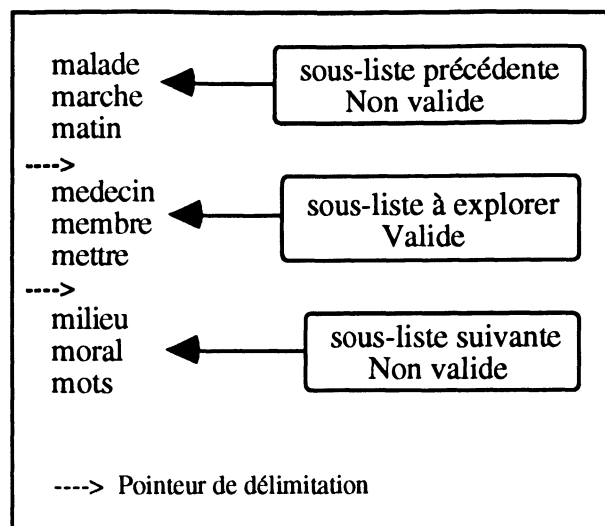 malade
marche
matin
sous-liste précédente
Non valide
---->
medecin
membre
mettre
sous-liste à explorer
Valide
---->
milieu
moral
mots
sous-liste suivante
Non valide
----> Pointeur de délimitation